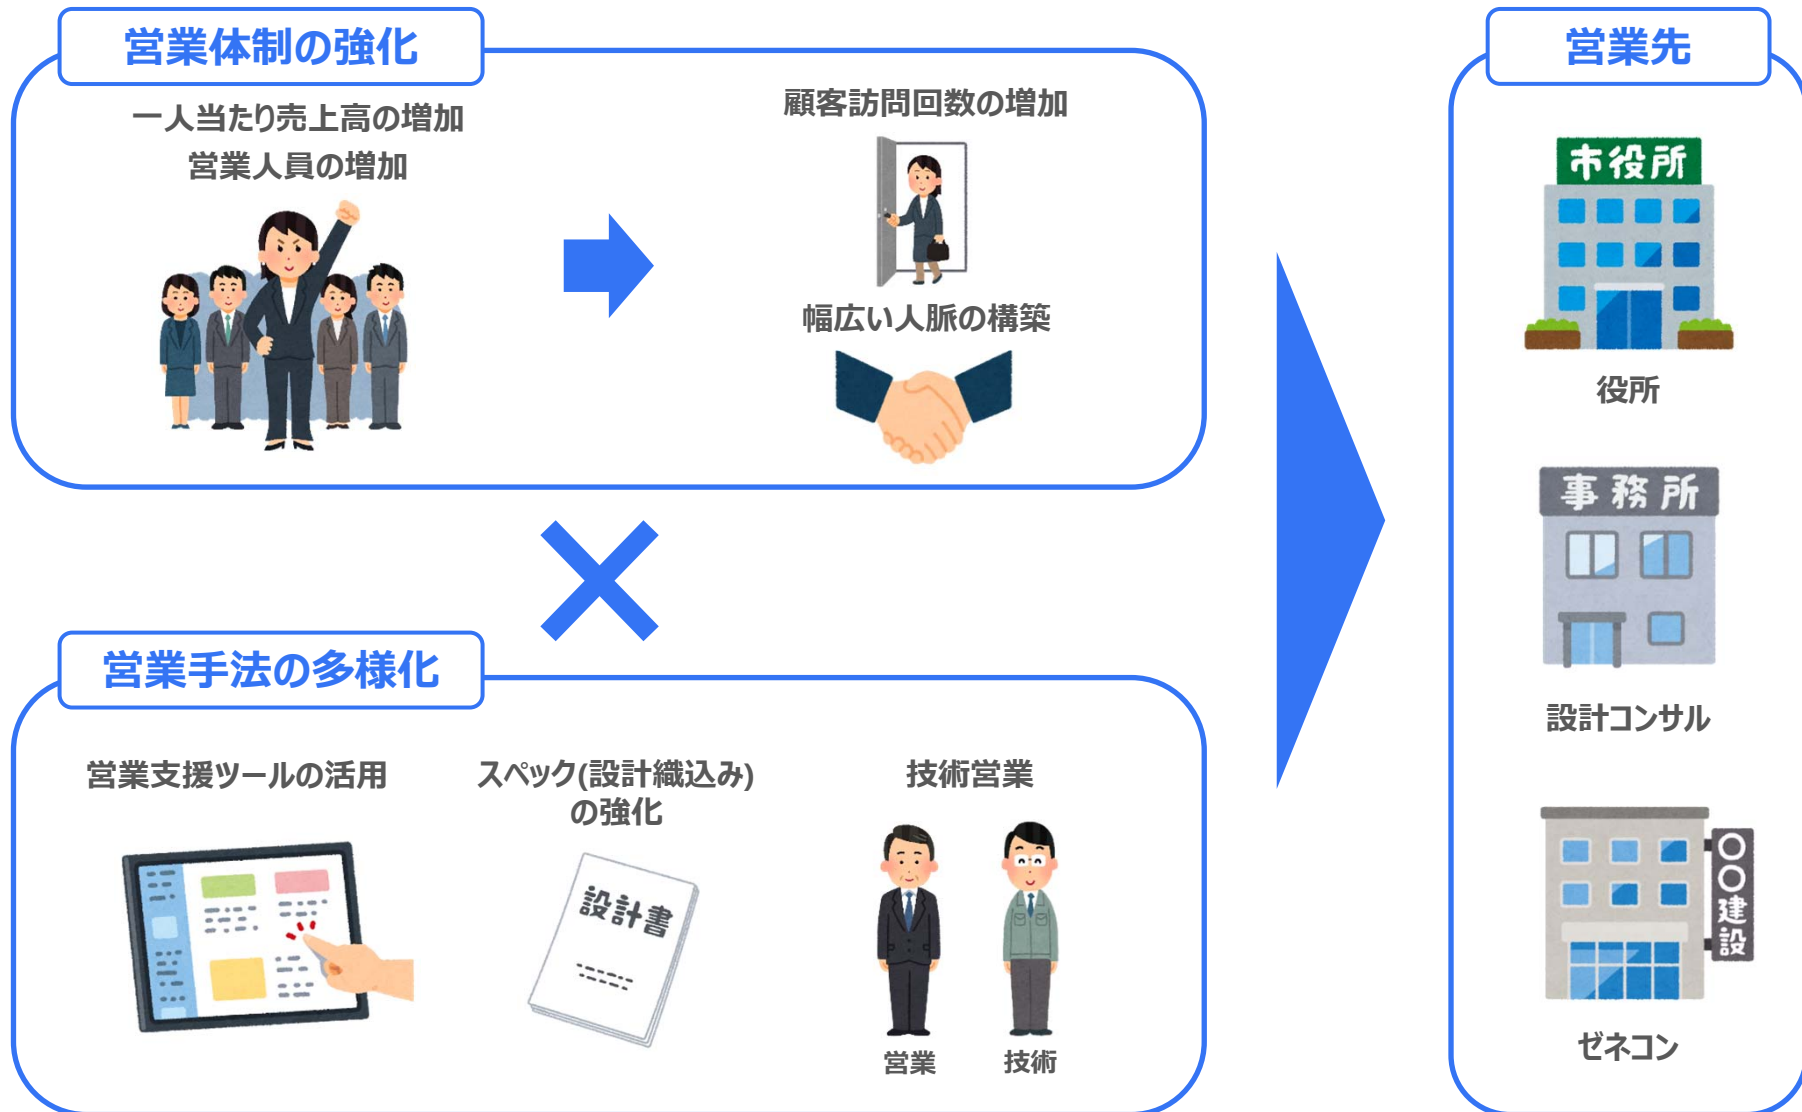 営業体制の強化
一人当たり売上高の増加
営業人員の増加
顧客訪問回数の増加
幅広い人脈の構築
営業手法の多様化
営業支援ツールの活用
スペック(設計織込み)
の強化
設計書
技術営業
営業
技術
営業先
市役所
役所
事務所
設計コンサル
〇〇建設
ゼネコン